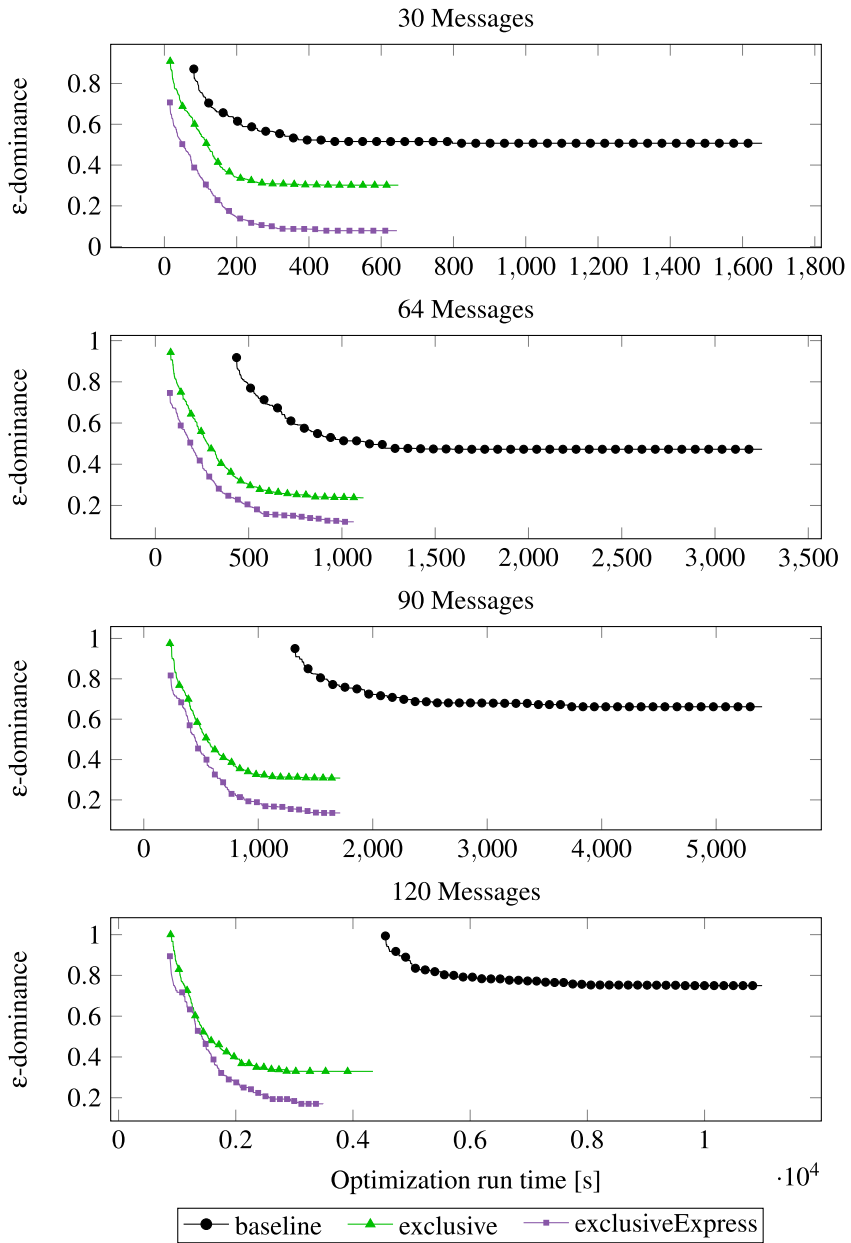 30 Messages
ε-dominance
0.8
0.6
0.4
0.2
0
0 200 400 600 800 1,000 1,200 1,400 1,600 1,800
64 Messages
ε-dominance
1
0.8
0.6
0.4
0.2
0 500 1,000 1,500 2,000 2,500 3,000 3,500
90 Messages
ε-dominance
1
0.8
0.6
0.4
0.2
0 1,000 2,000 3,000 4,000 5,000
120 Messages
ε-dominance
1
0.8
0.6
0.4
0.2
0 0.2 0.4 0.6 0.8 1
Optimization run time [s]
·10⁴
baseline exclusive exclusiveExpress